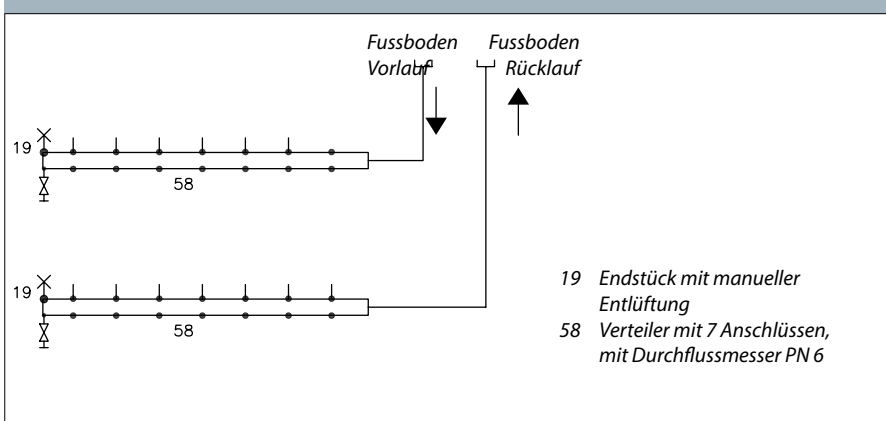 Fussboden Fussboden
Vorlauf Rücklauf
19
58
19
58
19 Endstück mit manueller
Entlüftung
58 Verteiler mit 7 Anschlüssen,
mit Durchflussmesser PN 6